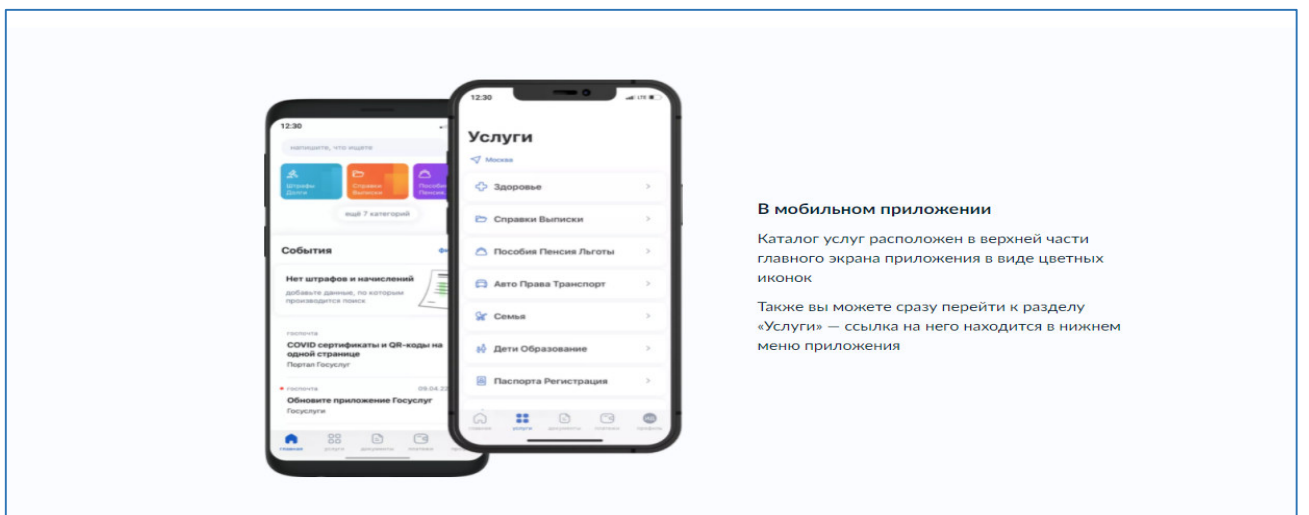 12:30
напишите, что ищете
Штрафы
Долги
Справки
Выписки
Пособия
Пенсия,
ещё 7 категорий
События
Нет штрафов и начислений
добавьте данные, по которым
производится поиск
госпочта
COVID сертификаты и QR-коды на
одной странице
Портал Госуслуг
госпочта
Обновите приложение Госуслуг
Госуслуги
главная услуги документы платежи
12:30
LTE
Услуги
Москва
Здоровье
Справки Выписки
Пособия Пенсия Льготы
Авто Права Транспорт
Семья
Дети Образование
Паспорта Регистрация
главная услуги документы платежи профиль
В мобильном приложении
Каталог услуг расположен в верхней части
главного экрана приложения в виде цветных
иконок
Также вы можете сразу перейти к разделу
«Услуги» — ссылка на него находится в нижнем
меню приложения